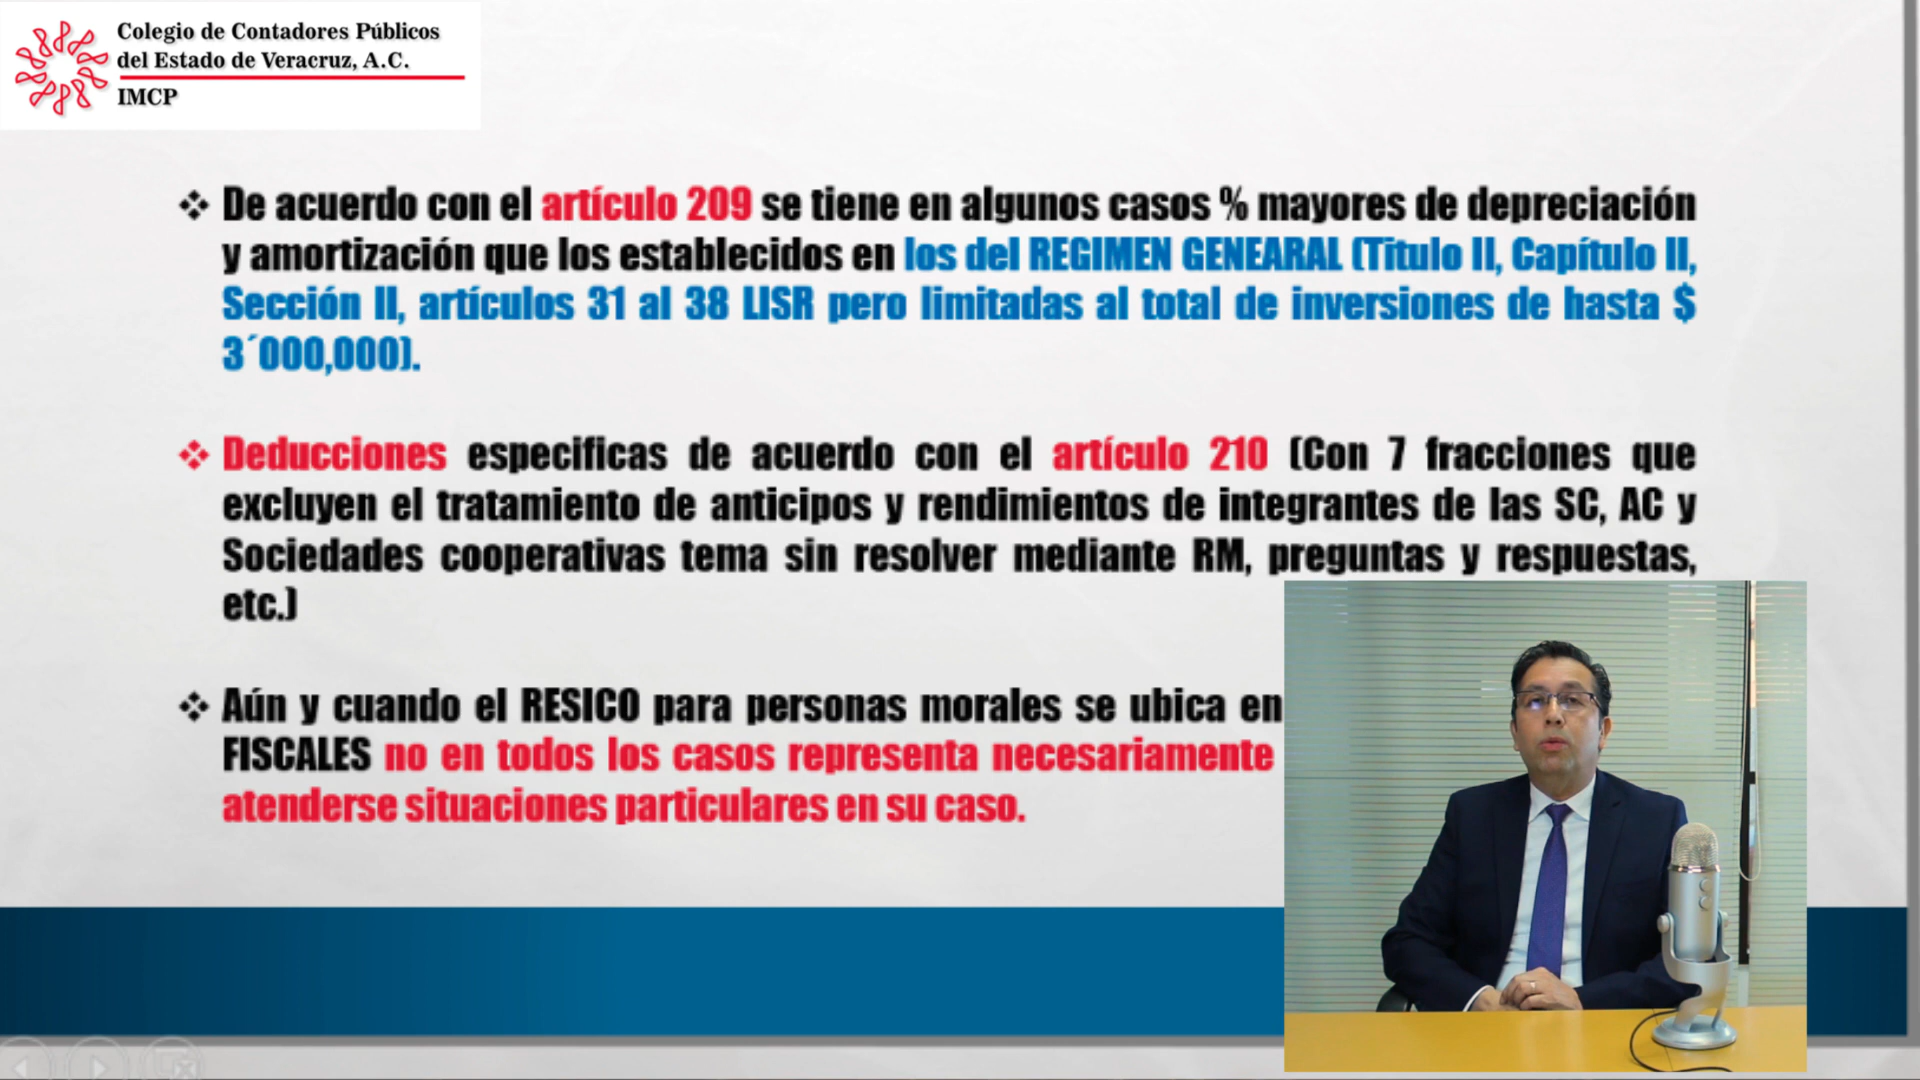 Colegio de Contadores Públicos
del Estado de Veracruz, A.C.
IMCP
❖ De acuerdo con el artículo 209 se tiene en algunos casos % mayores de depreciación
y amortización que los establecidos en los del REGIMEN GENEARAL (Titulo II, Capítulo II,
Sección II, artículos 31 al 38 LISR pero limitadas al total de inversiones de hasta $
3´000,000).
❖ Deducciones especificas de acuerdo con el artículo 210 (Con 7 fracciones que
excluyen el tratamiento de anticipos y rendimientos de integrantes de las SC, AC y
Sociedades cooperativas tema sin resolver mediante RM, preguntas y respuestas,
etc.)
❖ Aún y cuando el RESICO para personas morales se ubica en
FISCALES no en todos los casos representa necesariamente
atenderse situaciones particulares en su caso.